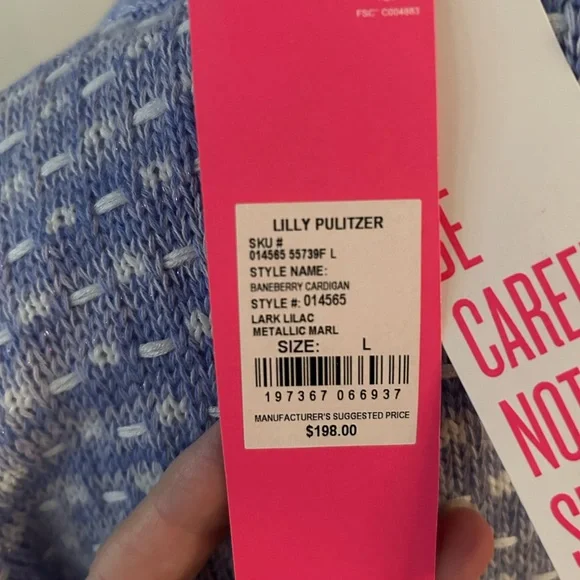 FSC® C004883
LILLY PULITZER
SKU #
014565 55739F L
STYLE NAME:
BANEBERRY CARDIGAN
STYLE #: 014565
LARK LILAC
METALLIC MARL
SIZE: L
197367 066937
MANUFACTURER'S SUGGESTED PRICE
$198.00
NOT